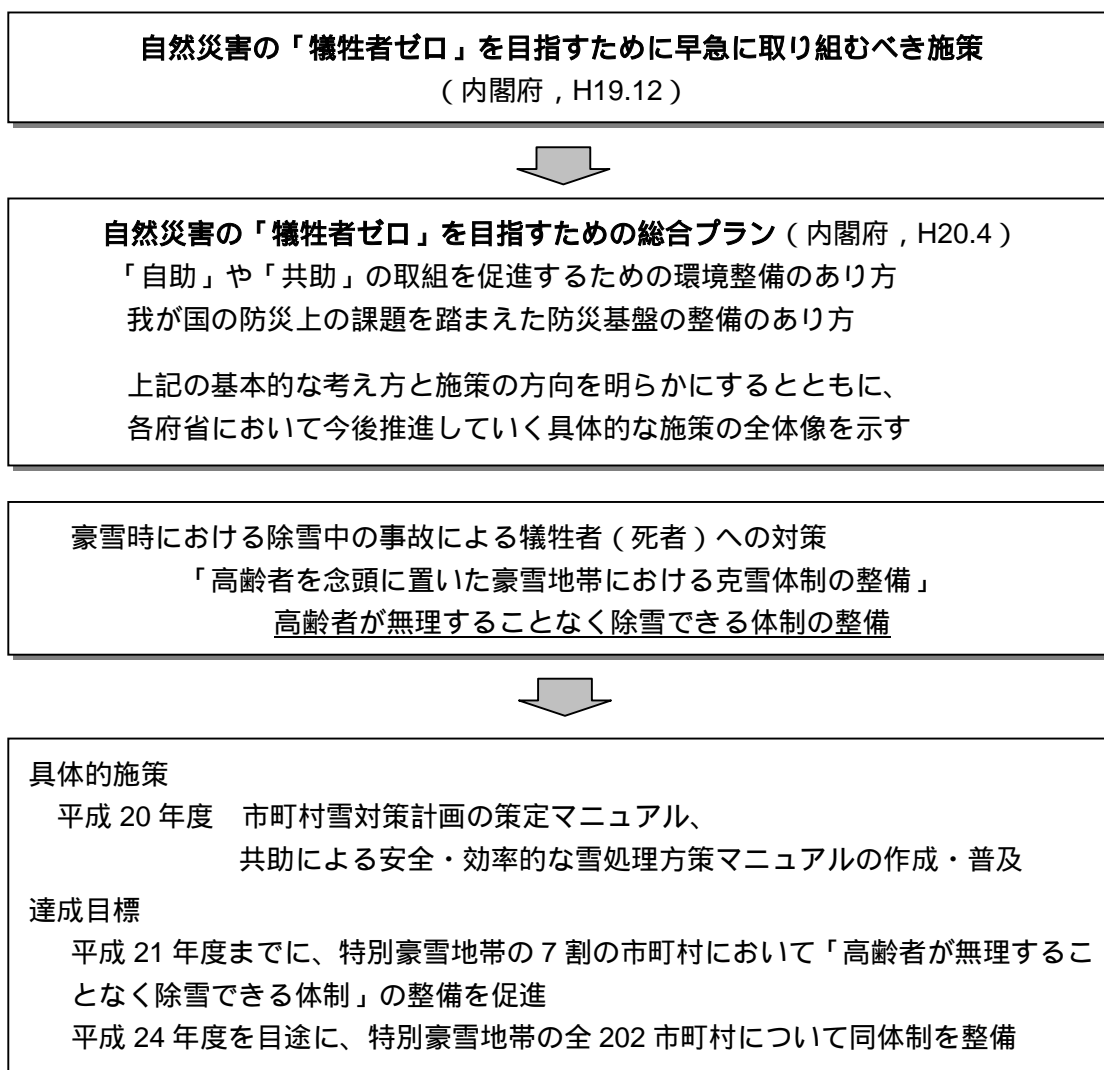 自然災害の「犠牲者ゼロ」を目指すために早急に取り組むべき施策
（内閣府，H19.12）
自然災害の「犠牲者ゼロ」を目指すための総合プラン（内閣府，H20.4）
「自助」や「共助」の取組を促進するための環境整備のあり方
我が国の防災上の課題を踏まえた防災基盤の整備のあり方
上記の基本的な考え方と施策の方向を明らかにするとともに、
各府省において今後推進していく具体的な施策の全体像を示す
豪雪時における除雪中の事故による犠牲者（死者）への対策
「高齢者を念頭に置いた豪雪地帯における克雪体制の整備」
高齢者が無理することなく除雪できる体制の整備
具体的施策
平成 20 年度　市町村雪対策計画の策定マニュアル、
共助による安全・効率的な雪処理方策マニュアルの作成・普及
達成目標
平成 21 年度までに、特別豪雪地帯の 7 割の市町村において「高齢者が無理するこ
となく除雪できる体制」の整備を促進
平成 24 年度を目途に、特別豪雪地帯の全 202 市町村について同体制を整備